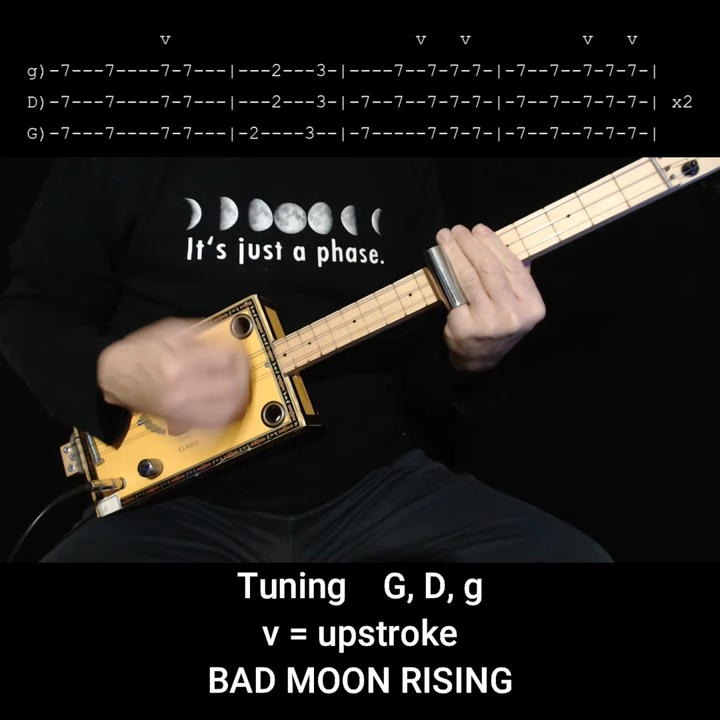 v v v v v
g)-7---7----7-7---|---2---3-|----7--7-7-7-|-7--7--7-7-7-|
D)-7---7----7-7---|---2---3-|-7--7--7-7-7-|-7--7--7-7-7-| x2
G)-7---7----7-7---|-2----3--|-7-----7-7-7-|-7--7--7-7-7-|
It's just a phase.
CLASSIC
Tuning G, D, g
v = upstroke
BAD MOON RISING